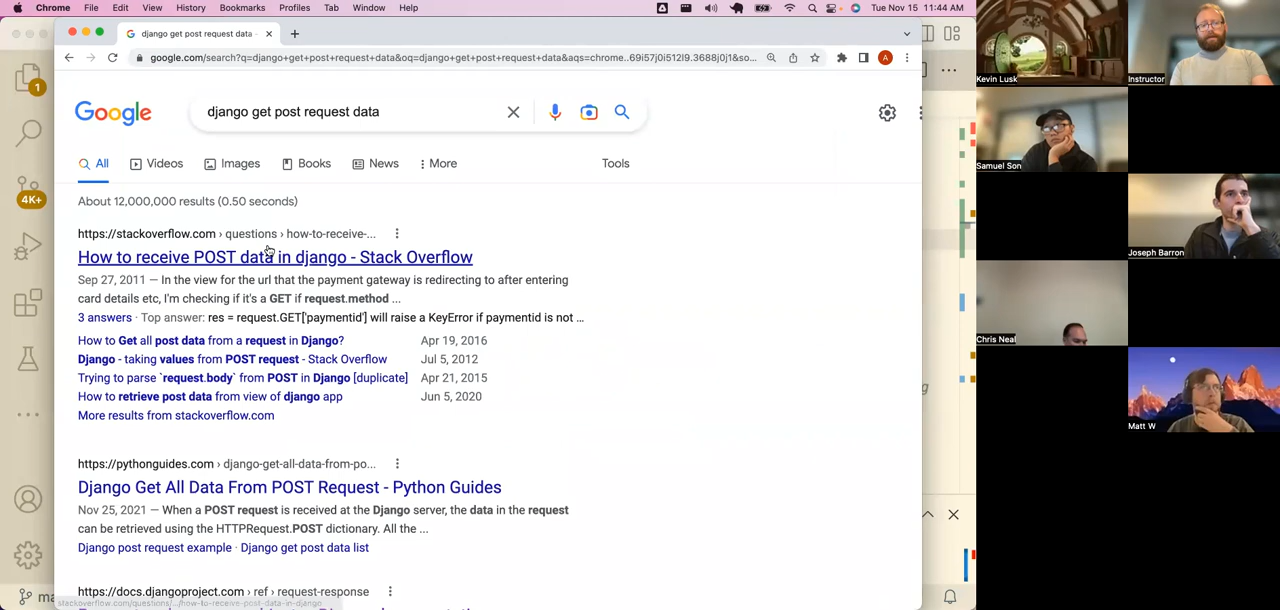 Chrome File Edit View History Bookmarks Profiles Tab Window Help Tue Nov 15 11:44 AM
django get post request data -
google.com/search?q=django+get+post+request+data&oq=django+get+post+request+data&aqs=chrome..69i57j0i512l9.3688j0j1&so... A
1
Google django get post request data
All Videos Images Books News More Tools
4K+
About 12,000,000 results (0.50 seconds)
https://stackoverflow.com › questions › how-to-receive-...
How to receive POST data in django - Stack Overflow
Sep 27, 2011 — In the view for the url that the payment gateway is redirecting to after entering
card details etc, I'm checking if it's a GET if request.method ...
3 answers · Top answer: res = request.GET['paymentid'] will raise a KeyError if paymentid is not ...
How to Get all post data from a request in Django? Apr 19, 2016
Django - taking values from POST request - Stack Overflow Jul 5, 2012
Trying to parse `request.body` from POST in Django [duplicate] Apr 21, 2015
How to retrieve post data from view of django app Jun 5, 2020
More results from stackoverflow.com
https://pythonguides.com › django-get-all-data-from-po...
Django Get All Data From POST Request - Python Guides
Nov 25, 2021 — When a POST request is received at the Django server, the data in the request
can be retrieved using the HTTPRequest.POST dictionary. All the ...
Django post request example · Django get post data list
https://docs.djangoproject.com › ref › request-response
stackoverflow.com/questions/.../how-to-receive-post-data-in-django
Kevin Lusk
Instructor
Samuel Son
Joseph Barron
Chris Neal
Matt W